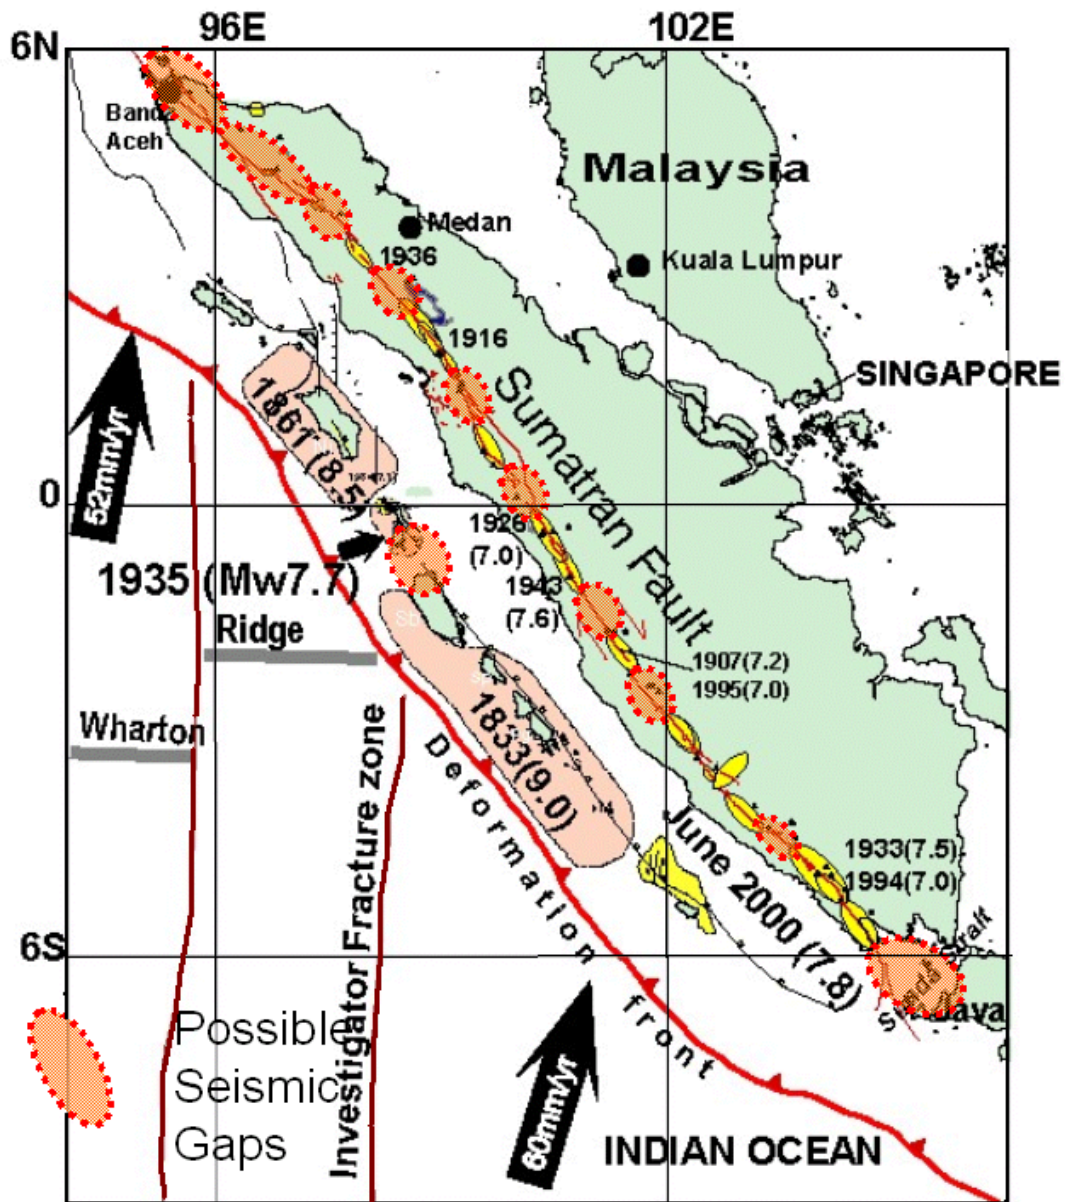 96E
102E
6N
Banda
Aceh
Malaysia
Medan
1936
Kuala Lumpur
1916
SINGAPORE
Sumatran Fault
1861 (8.5)
52mm/yr
0
1926
(7.0)
1935 (Mw7.7)
1943
(7.6)
Ridge
1907(7.2)
1995(7.0)
Wharton
1833(9.0)
Investigator Fracture zone
Deformation front
June 2000 (7.8)
1933(7.5)
1994(7.0)
6S
Java
Possible
Seismic
Gaps
60mm/yr
INDIAN OCEAN